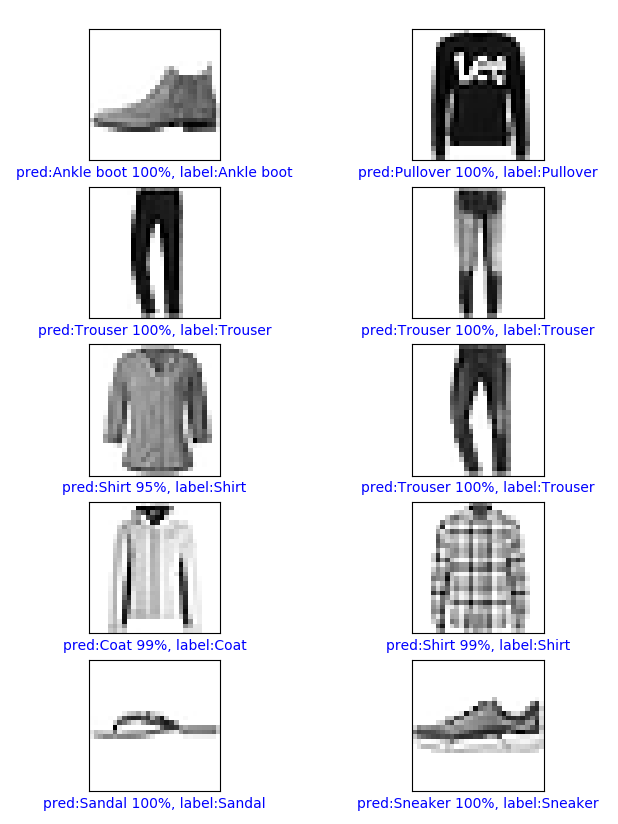 pred:Ankle boot 100%, label:Ankle boot
Lee
pred:Pullover 100%, label:Pullover
pred:Trouser 100%, label:Trouser
pred:Trouser 100%, label:Trouser
pred:Shirt 95%, label:Shirt
pred:Trouser 100%, label:Trouser
pred:Coat 99%, label:Coat
pred:Shirt 99%, label:Shirt
pred:Sandal 100%, label:Sandal
pred:Sneaker 100%, label:Sneaker